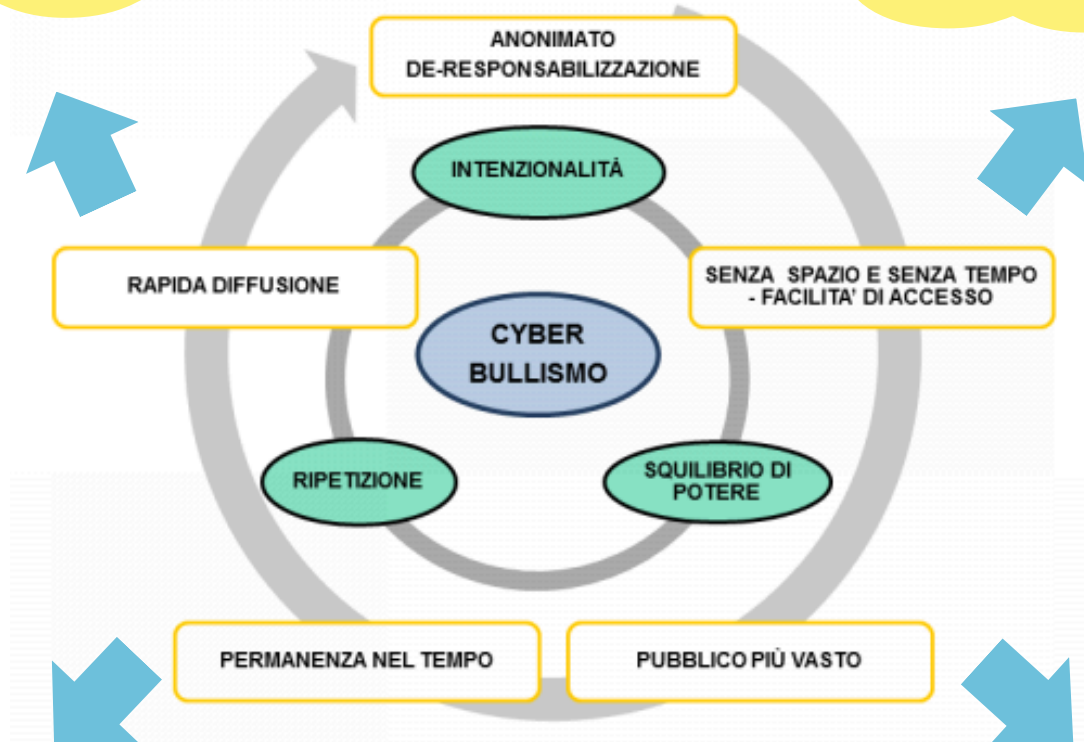 ANONIMATO
DE-RESPONSABILIZZAZIONE
INTENZIONALITÁ
RAPIDA DIFFUSIONE
SENZA SPAZIO E SENZA TEMPO
- FACILITA' DI ACCESSO
CYBER
BULLISMO
RIPETIZIONE
SQUILIBRIO DI
POTERE
PERMANENZA NEL TEMPO
PUBBLICO PIÙ VASTO